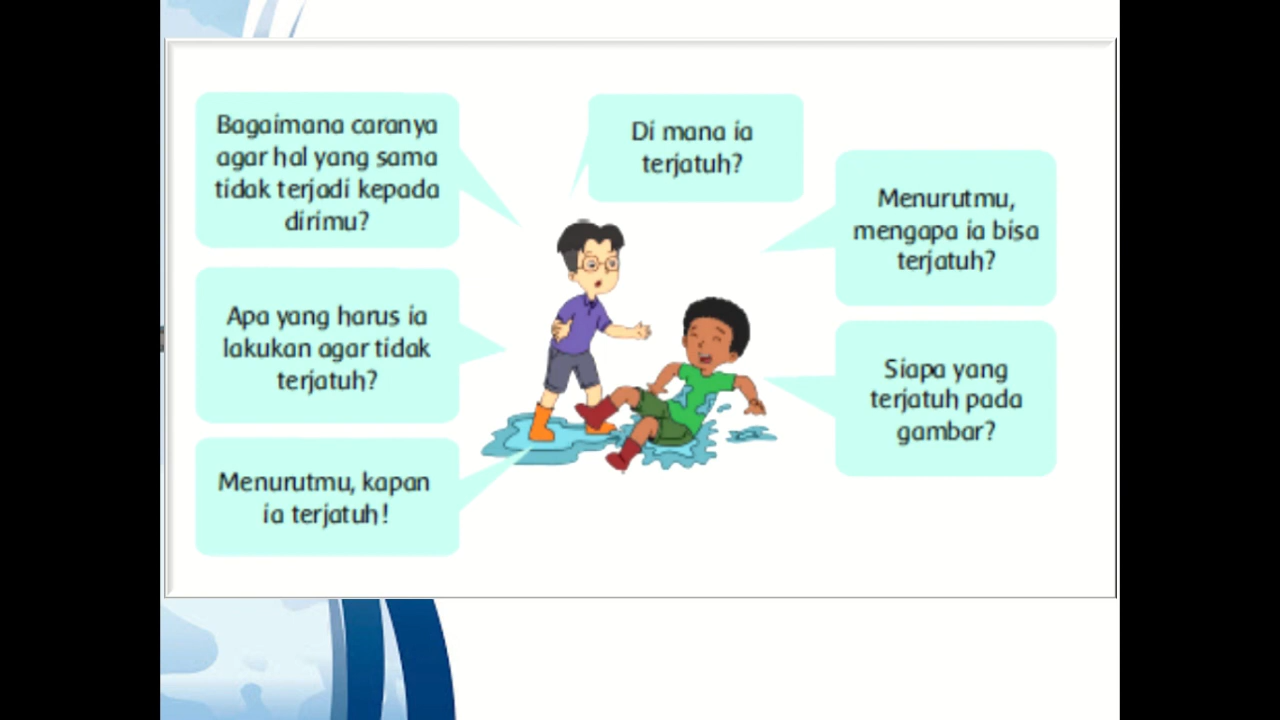 Bagaimana caranya
agar hal yang sama
tidak terjadi kepada
dirimu?
Di mana ia
terjatuh?
Menurutmu,
mengapa ia bisa
terjatuh?
Apa yang harus ia
lakukan agar tidak
terjatuh?
Siapa yang
terjatuh pada
gambar?
Menurutmu, kapan
ia terjatuh!